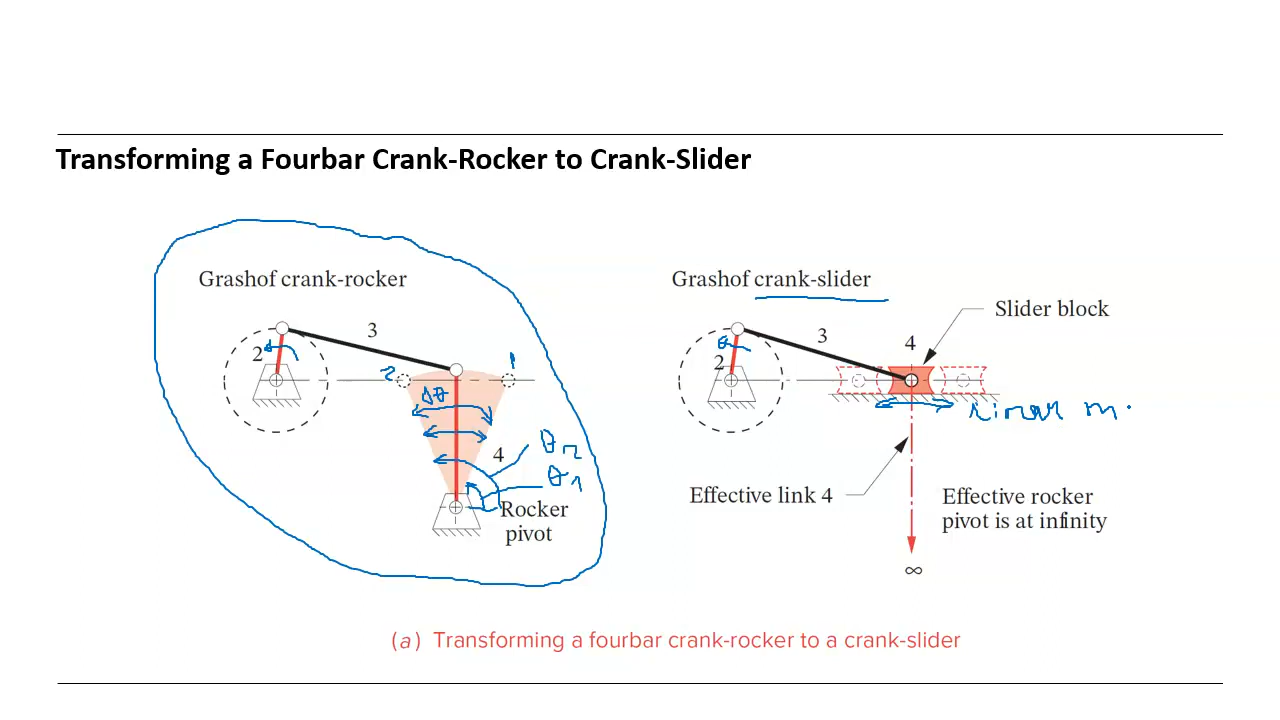 Transforming a Fourbar Crank-Rocker to Crank-Slider
Grashof crank-rocker
2
3
2
1
Δθ
4
θ2
θ1
Rocker
pivot
Grashof crank-slider
Slider block
2
3
4
m.
Effective link 4
Effective rocker
pivot is at infinity
∞
(a) Transforming a fourbar crank-rocker to a crank-slider